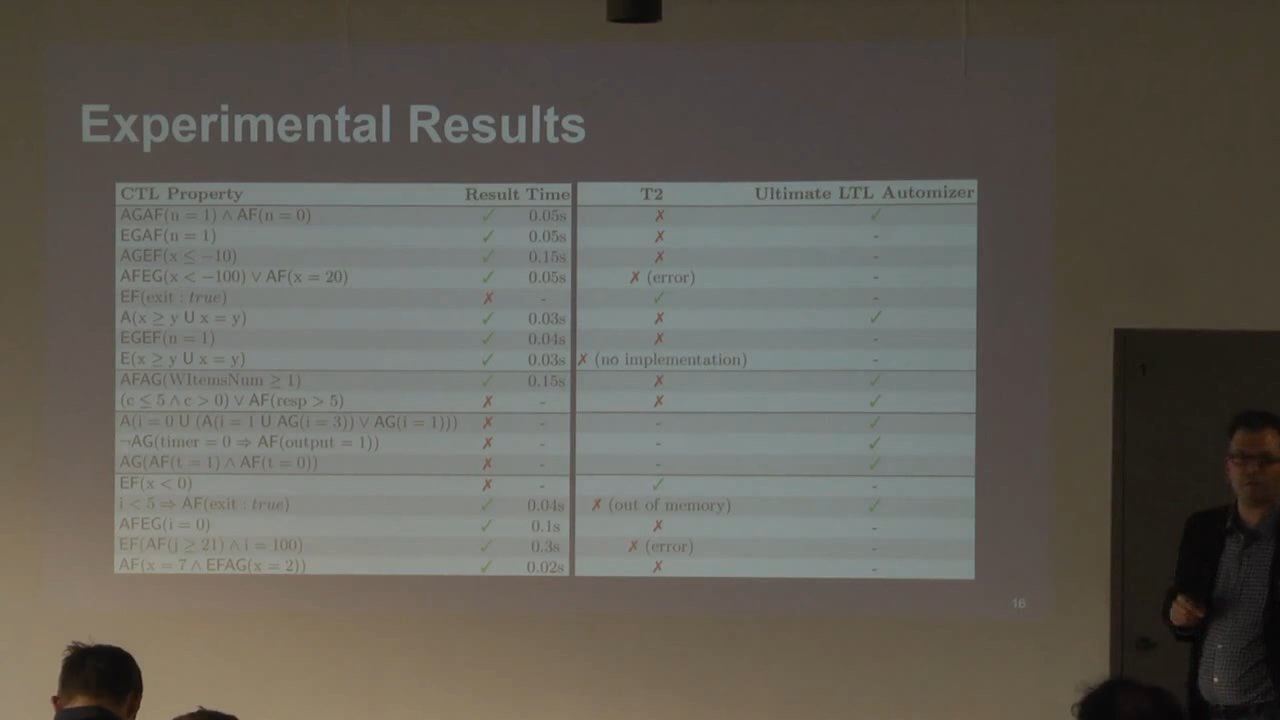 Experimental Results
CTL Property Result Time T2 Ultimate LTL Automizer
AGAF(n = 1) ∧ AF(n = 0) ✓ 0.05s ✗ ✓
EGAF(n = 1) ✓ 0.05s ✗ -
AGEF(x ≤ −10) ✓ 0.15s ✗ -
AFEG(x < −100) ∨ AF(x = 20) ✓ 0.05s ✗ (error) -
EF(exit : true) ✗ - ✓ -
A(x ≥ y U x = y) ✓ 0.03s ✗ ✓
EGEF(n = 1) ✓ 0.04s ✗ -
E(x ≥ y U x = y) ✓ 0.03s ✗ (no implementation) -
AFAG(WItemsNum ≥ 1) ✓ 0.15s ✗ ✓
(c ≤ 5 ∧ c > 0) ∨ AF(resp > 5) ✗ - ✗ ✓
A(i = 0 U (A(i = 1 U AG(i = 3)) ∨ AG(i = 1))) ✗ - - ✓
¬AG(timer = 0 ⇒ AF(output = 1)) ✗ - - ✓
AG(AF(t = 1) ∧ AF(t = 0)) ✗ - - ✓
EF(x < 0) ✗ - ✓ -
i < 5 ⇒ AF(exit : true) ✓ 0.04s ✗ (out of memory) ✓
AFEG(i = 0) ✓ 0.1s ✗ -
EF(AF(j ≥ 21) ∧ i = 100) ✓ 0.3s ✗ (error) -
AF(x = 7 ∧ EFAG(x = 2)) ✓ 0.02s ✗ -
16